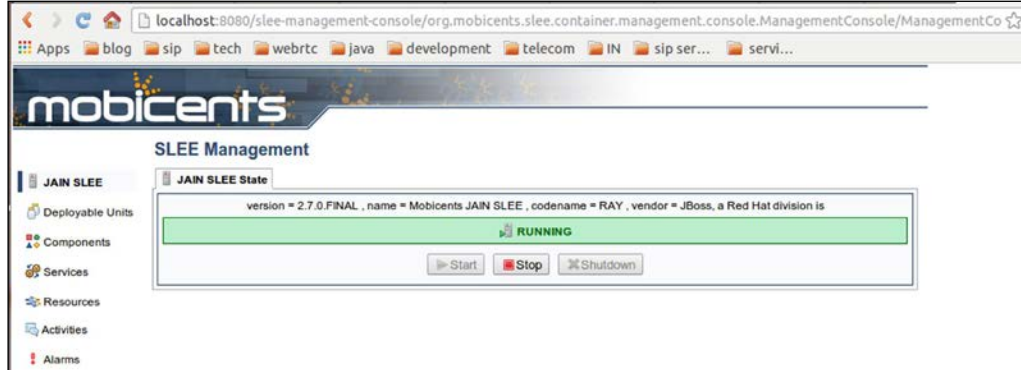 localhost:8080/slee-management-console/org.mobicents.slee.container.management.console.ManagementConsole/ManagementCo
Apps blog sip tech webrtc java development telecom IN sip ser... servi...
mobicents
SLEE Management
JAIN SLEE
JAIN SLEE State
version = 2.7.0.FINAL , name = Mobicents JAIN SLEE , codename = RAY , vendor = JBoss, a Red Hat division is
RUNNING
Start Stop Shutdown
Deployable Units
Components
Services
Resources
Activities
Alarms